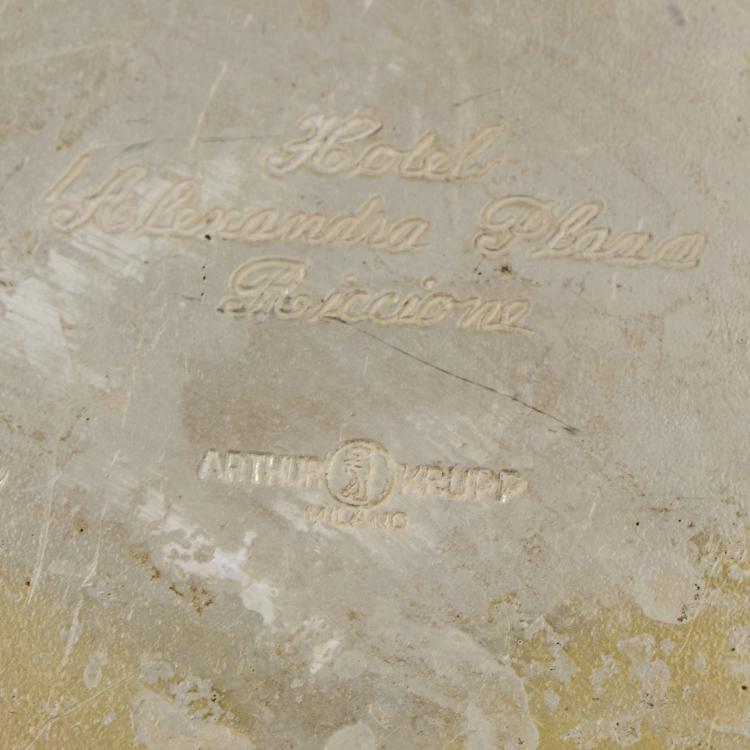 Hotel
Alexandra Plaza
Riccione
ARTHUR KRUPP
MILANO